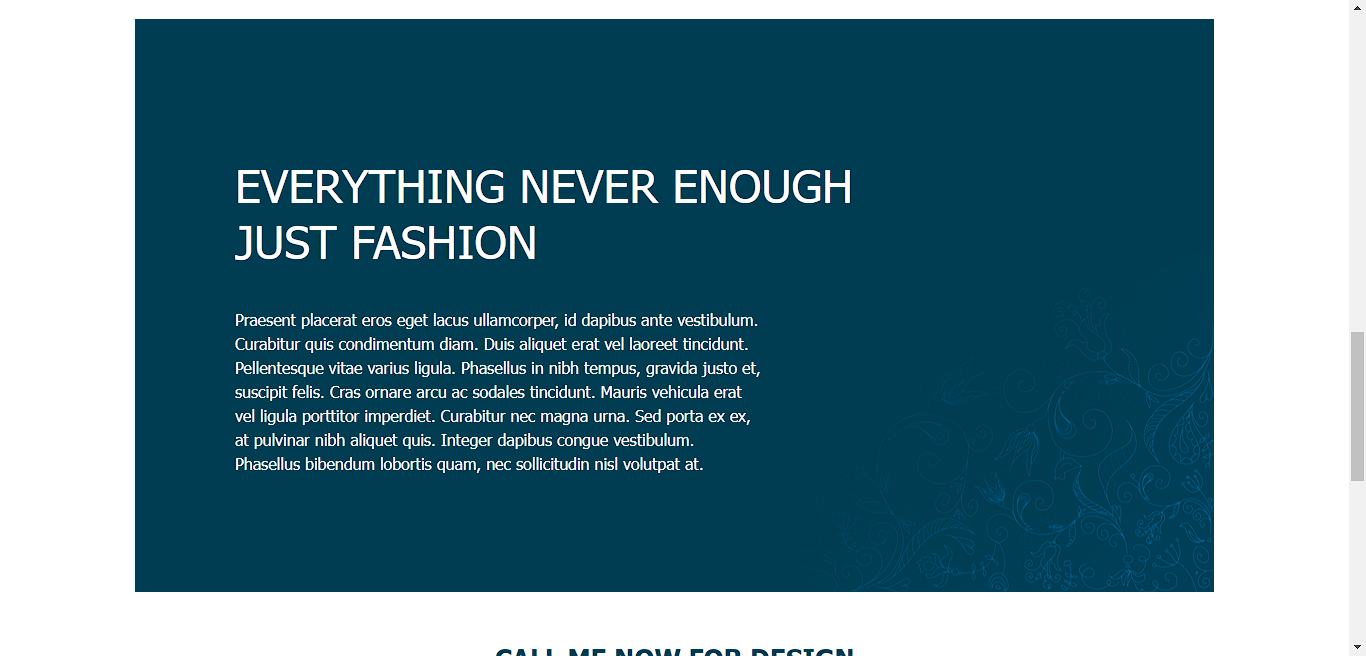 EVERYTHING NEVER ENOUGH
JUST FASHION
Praesent placerat eros eget lacus ullamcorper, id dapibus ante vestibulum.
Curabitur quis condimentum diam. Duis aliquet erat vel laoreet tincidunt.
Pellentesque vitae varius ligula. Phasellus in nibh tempus, gravida justo et,
suscipit felis. Cras ornare arcu ac sodales tincidunt. Mauris vehicula erat
vel ligula porttitor imperdiet. Curabitur nec magna urna. Sed porta ex ex,
at pulvinar nibh aliquet quis. Integer dapibus congue vestibulum.
Phasellus bibendum lobortis quam, nec sollicitudin nisl volutpat at.
CALL ME NOW FOR DESIGN